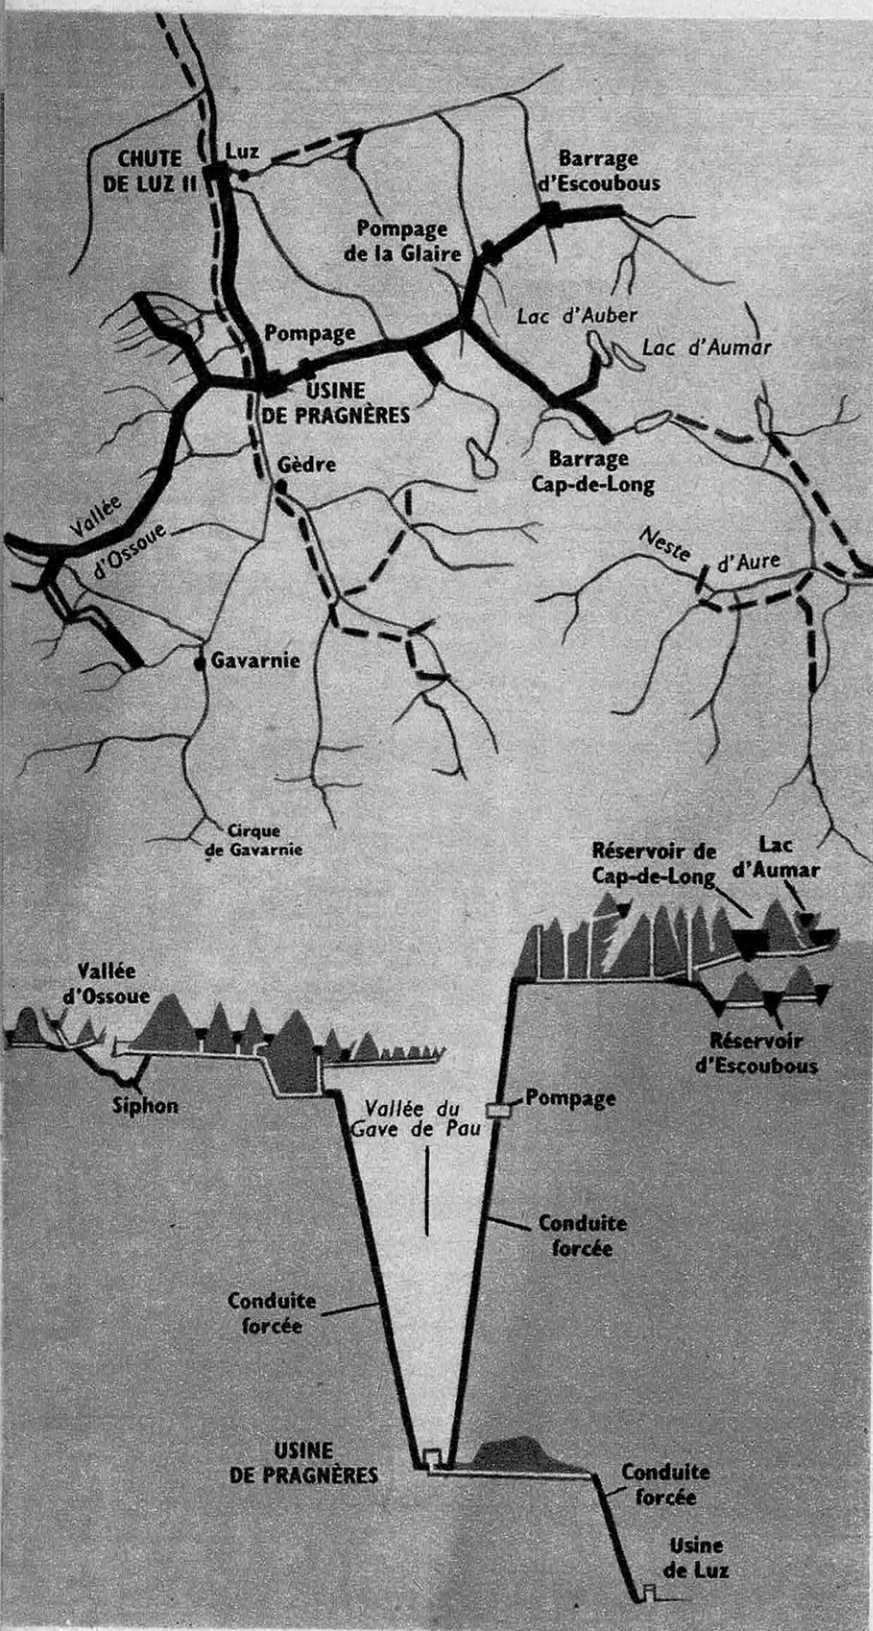 CHUTE
DE LUZ II
Luz
Barrage
d'Escoubous
Pompage
de la Glaire
Lac d'Auber
Lac d'Aumar
Pompage
USINE
DE PRAGNÈRES
Gèdre
Barrage
Cap-de-Long
Vallée
d'Ossoue
Neste
d'Aure
Gavarnie
Cirque
de Gavarnie
Réservoir de
Cap-de-Long
Lac
d'Aumar
Vallée
d'Ossoue
Réservoir
d'Escoubous
Siphon
Vallée du
Gave de Pau
Pompage
Conduite
forcée
Conduite
forcée
USINE
DE PRAGNÈRES
Conduite
forcée
Usine
de Luz